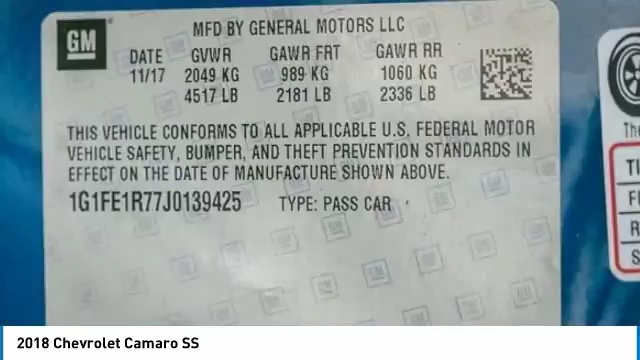 GM
MFD BY GENERAL MOTORS LLC
DATE GVWR GAWR FRT GAWR RR
11/17 2049 KG 989 KG 1060 KG
4517 LB 2181 LB 2336 LB
THIS VEHICLE CONFORMS TO ALL APPLICABLE U.S. FEDERAL MOTOR
VEHICLE SAFETY, BUMPER, AND THEFT PREVENTION STANDARDS IN
EFFECT ON THE DATE OF MANUFACTURE SHOWN ABOVE.
1G1FE1R77J0139425 TYPE: PASS CAR
2018 Chevrolet Camaro SS